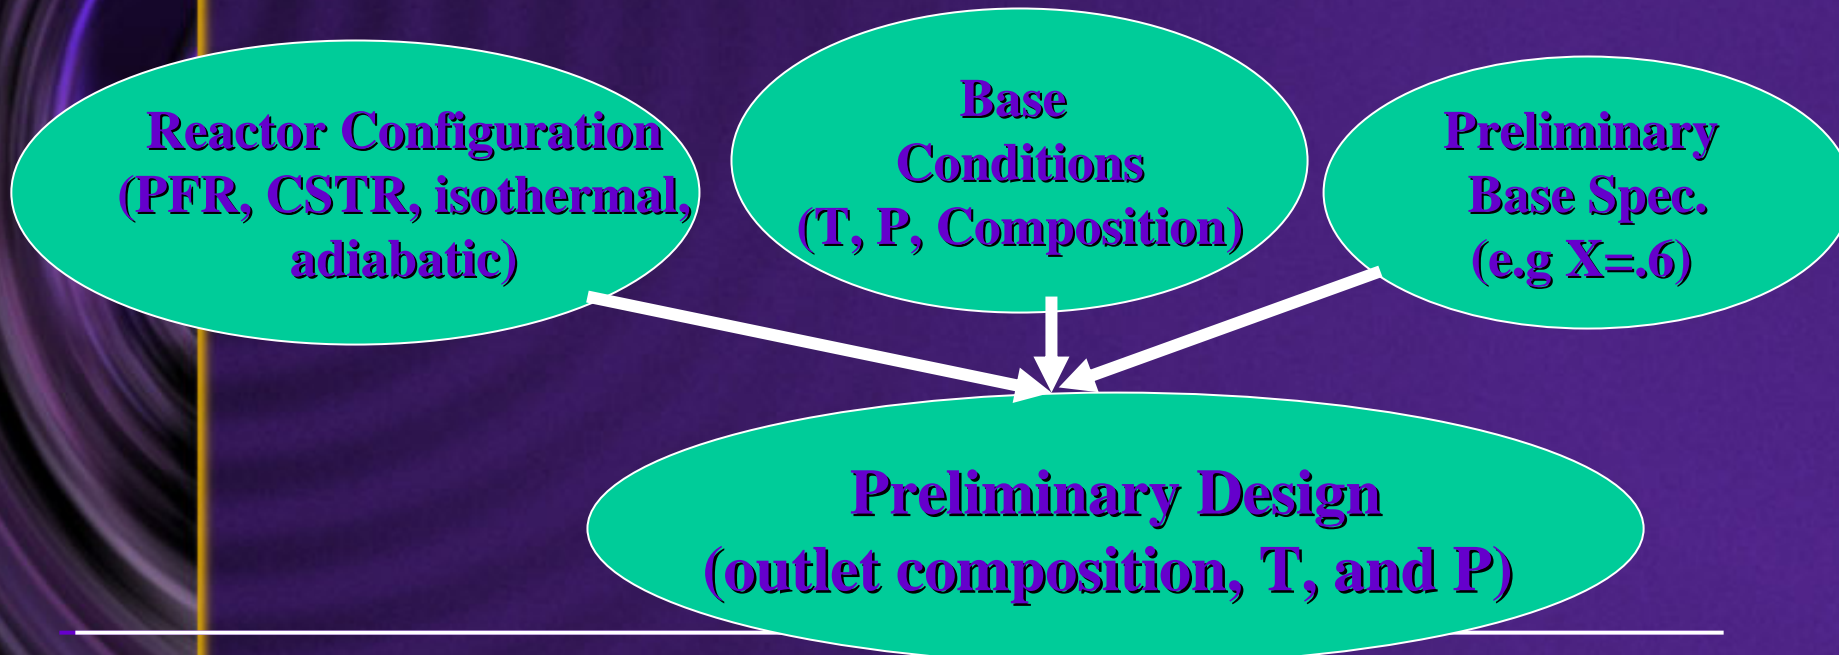 Reactor Configuration
(PFR, CSTR, isothermal,
adiabatic)
Base
Conditions
(T, P, Composition)
Preliminary
Base Spec.
(e.g X=.6)
Preliminary Design
(outlet composition, T, and P)